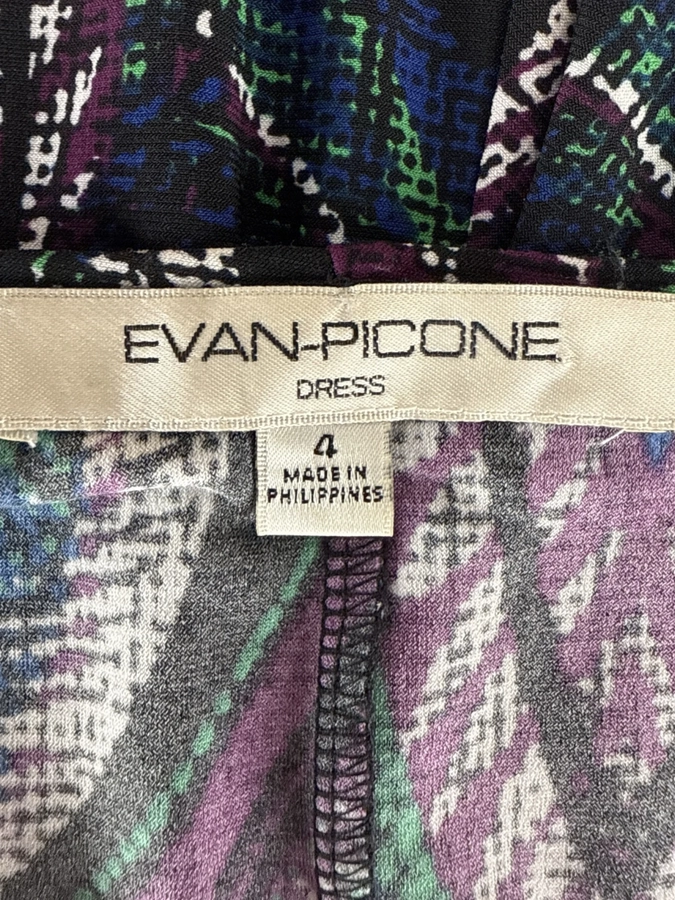 EVAN-PICONE
DRESS
4
MADE IN
PHILIPPINES